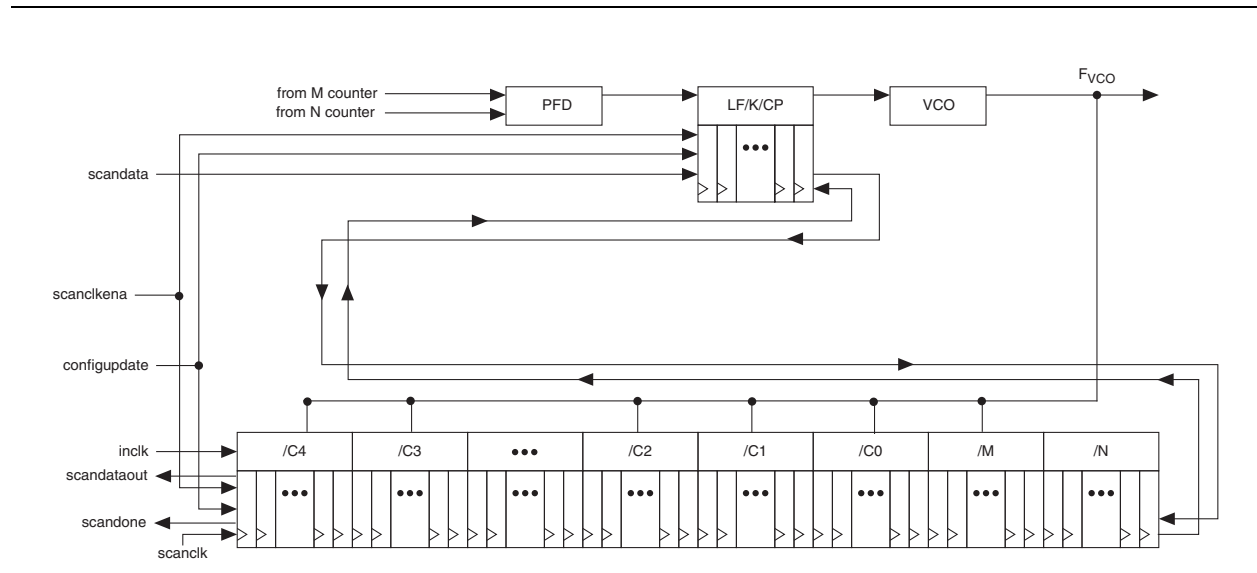 FVCO
from M counter
from N counter
PFD
LF/K/CP
VCO
scandata
scanclkena
configupdate
inclk
/C4
/C3
/C2
/C1
/C0
/M
/N
scandataout
scandone
scanclk